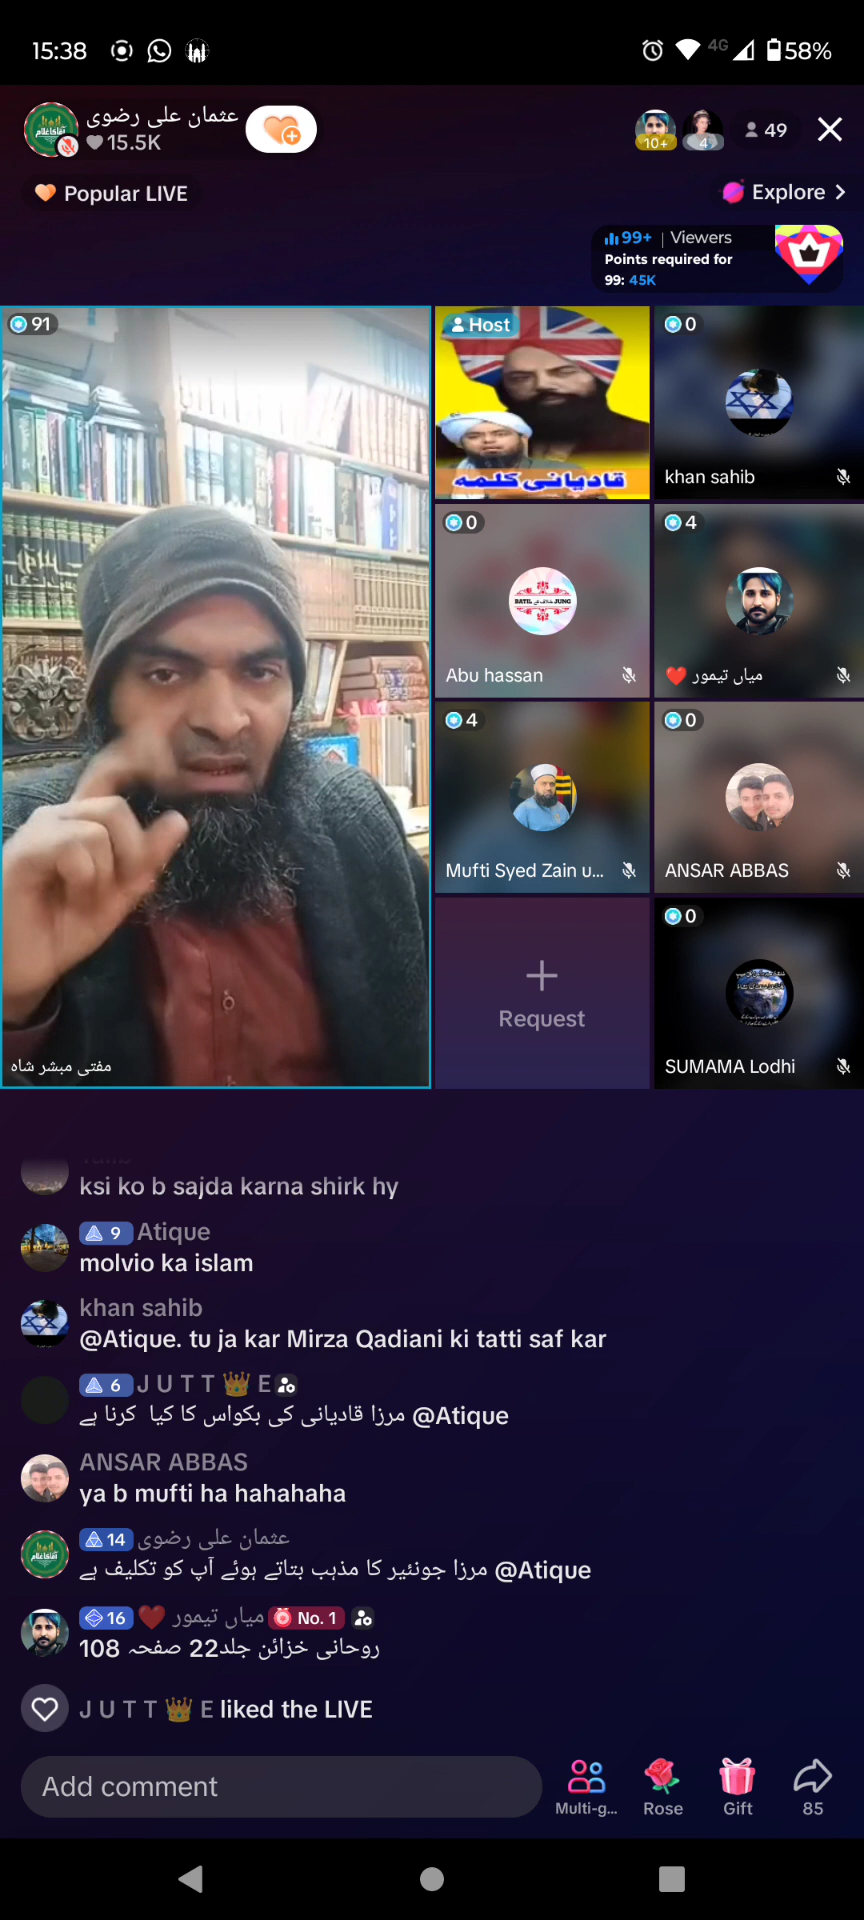 15:38
4G
58%
عثمان علی رضوی
15.5K
10+
4
49
Popular LIVE
Explore
99+ | Viewers
Points required for
99: 45K
91
مفتی مبشر شاہ
Host
قادیانی کلمہ
0
khan sahib
0
BATIL JUNG
Abu hassan
4
میاں تیمور
4
Mufti Syed Zain u...
0
ANSAR ABBAS
Request
0
SUMAMA Lodhi
ksi ko b sajda karna shirk hy
9 Atique
molvio ka islam
khan sahib
@Atique. tu ja kar Mirza Qadiani ki tatti saf kar
6 J U T T E
@Atique مرزا قادیانی کی بکواس کا کیا کرنا ہے
ANSAR ABBAS
ya b mufti ha hahahaha
14 عثمان علی رضوی
@Atique مرزا جونئیر کا مذہب بتاتے ہوئے آپ کو تکلیف ہے
16 میاں تیمور No. 1
روحانی خزائن جلد22 صفحہ 108
J U T T E liked the LIVE
Add comment
Multi-g...
Rose
Gift
85